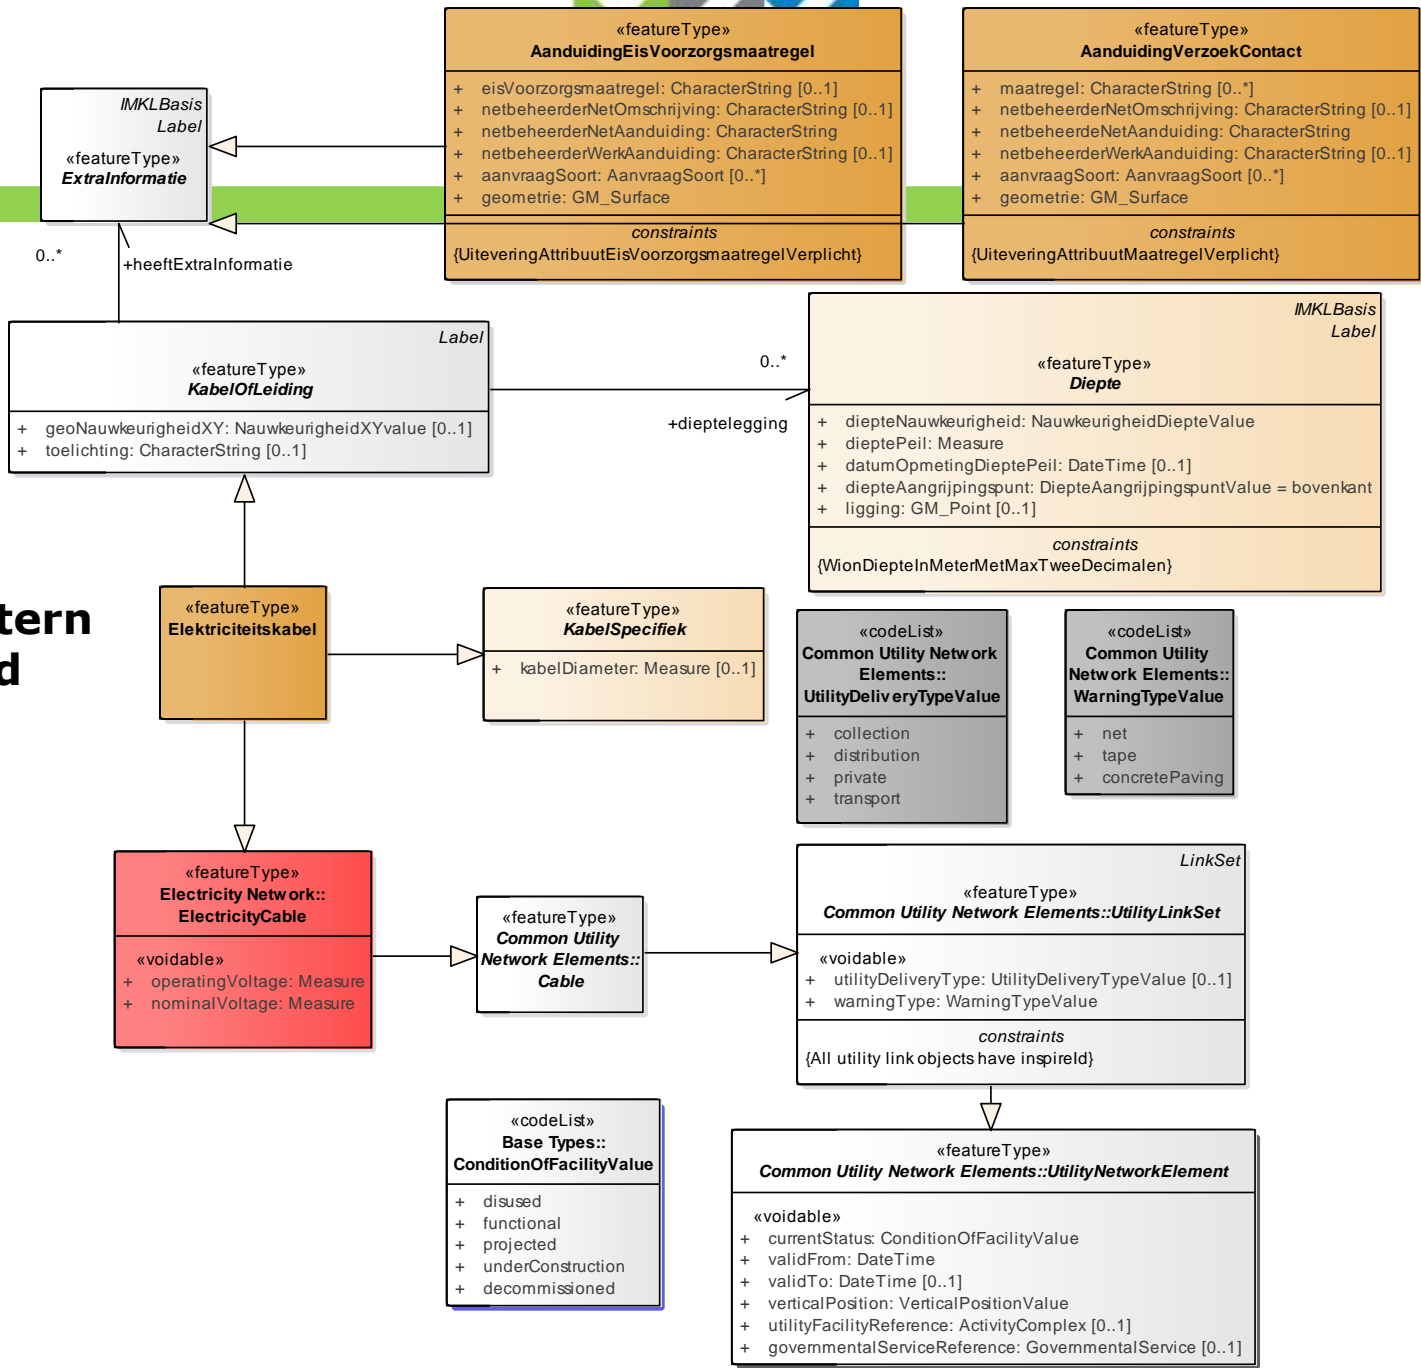 «featureType»
AanduidingEisVoorzorgsmaatregel
+ eisVoorzorgsmaatregel: CharacterString [0..1]
+ netbeheerderNetOmschrijving: CharacterString [0..1]
+ netbeheerderNetAanduiding: CharacterString
+ netbeheerderWerkAanduiding: CharacterString [0..1]
+ aanvraagSoort: AanvraagSoort [0..*]
+ geometrie: GM_Surface
constraints
{UiteveringAttribuutEisVoorzorgsmaatregelVerplicht}
«featureType»
AanduidingVerzoekContact
+ maatregel: CharacterString [0..*]
+ netbeheerderNetOmschrijving: CharacterString [0..1]
+ netbeheerdeNetAanduiding: CharacterString
+ netbeheerderWerkAanduiding: CharacterString [0..1]
+ aanvraagSoort: AanvraagSoort [0..*]
+ geometrie: GM_Surface
constraints
{UiteveringAttribuutMaatregelVerplicht}
IMKLBasis
Label
«featureType»
ExtraInformatie
0..*
+heeftExtraInformatie
Label
«featureType»
KabelOfLeiding
+ geoNauwkeurigheidXY: NauwkeurigheidXYvalue [0..1]
+ toelichting: CharacterString [0..1]
0..*
+dieptelegging
IMKLBasis
Label
«featureType»
Diepte
+ diepteNauwkeurigheid: NauwkeurigheidDiepteValue
+ dieptePeil: Measure
+ datumOpmetingDieptePeil: DateTime [0..1]
+ diepteAangrijpingspunt: DiepteAangrijpingspuntValue = bovenkant
+ ligging: GM_Point [0..1]
constraints
{WionDiepteInMeterMetMaxTweeDecimalen}
tern
d
«featureType»
Elektriciteitskabel
«featureType»
KabelSpecifiek
+ kabelDiameter: Measure [0..1]
«codeList»
Common Utility Network
Elements::
UtilityDeliveryTypeValue
+ collection
+ distribution
+ private
+ transport
«codeList»
Common Utility
Network Elements::
WarningTypeValue
+ net
+ tape
+ concretePaving
«featureType»
Electricity Network::
ElectricityCable
«voidable»
+ operatingVoltage: Measure
+ nominalVoltage: Measure
«featureType»
Common Utility
Network Elements::
Cable
LinkSet
«featureType»
Common Utility Network Elements::UtilityLinkSet
«voidable»
+ utilityDeliveryType: UtilityDeliveryTypeValue [0..1]
+ warningType: WarningTypeValue
constraints
{All utility link objects have inspireId}
«codeList»
Base Types::
ConditionOfFacilityValue
+ disused
+ functional
+ projected
+ underConstruction
+ decommissioned
«featureType»
Common Utility Network Elements::UtilityNetworkElement
«voidable»
+ currentStatus: ConditionOfFacilityValue
+ validFrom: DateTime
+ validTo: DateTime [0..1]
+ verticalPosition: VerticalPositionValue
+ utilityFacilityReference: ActivityComplex [0..1]
+ governmentalServiceReference: GovernmentalService [0..1]